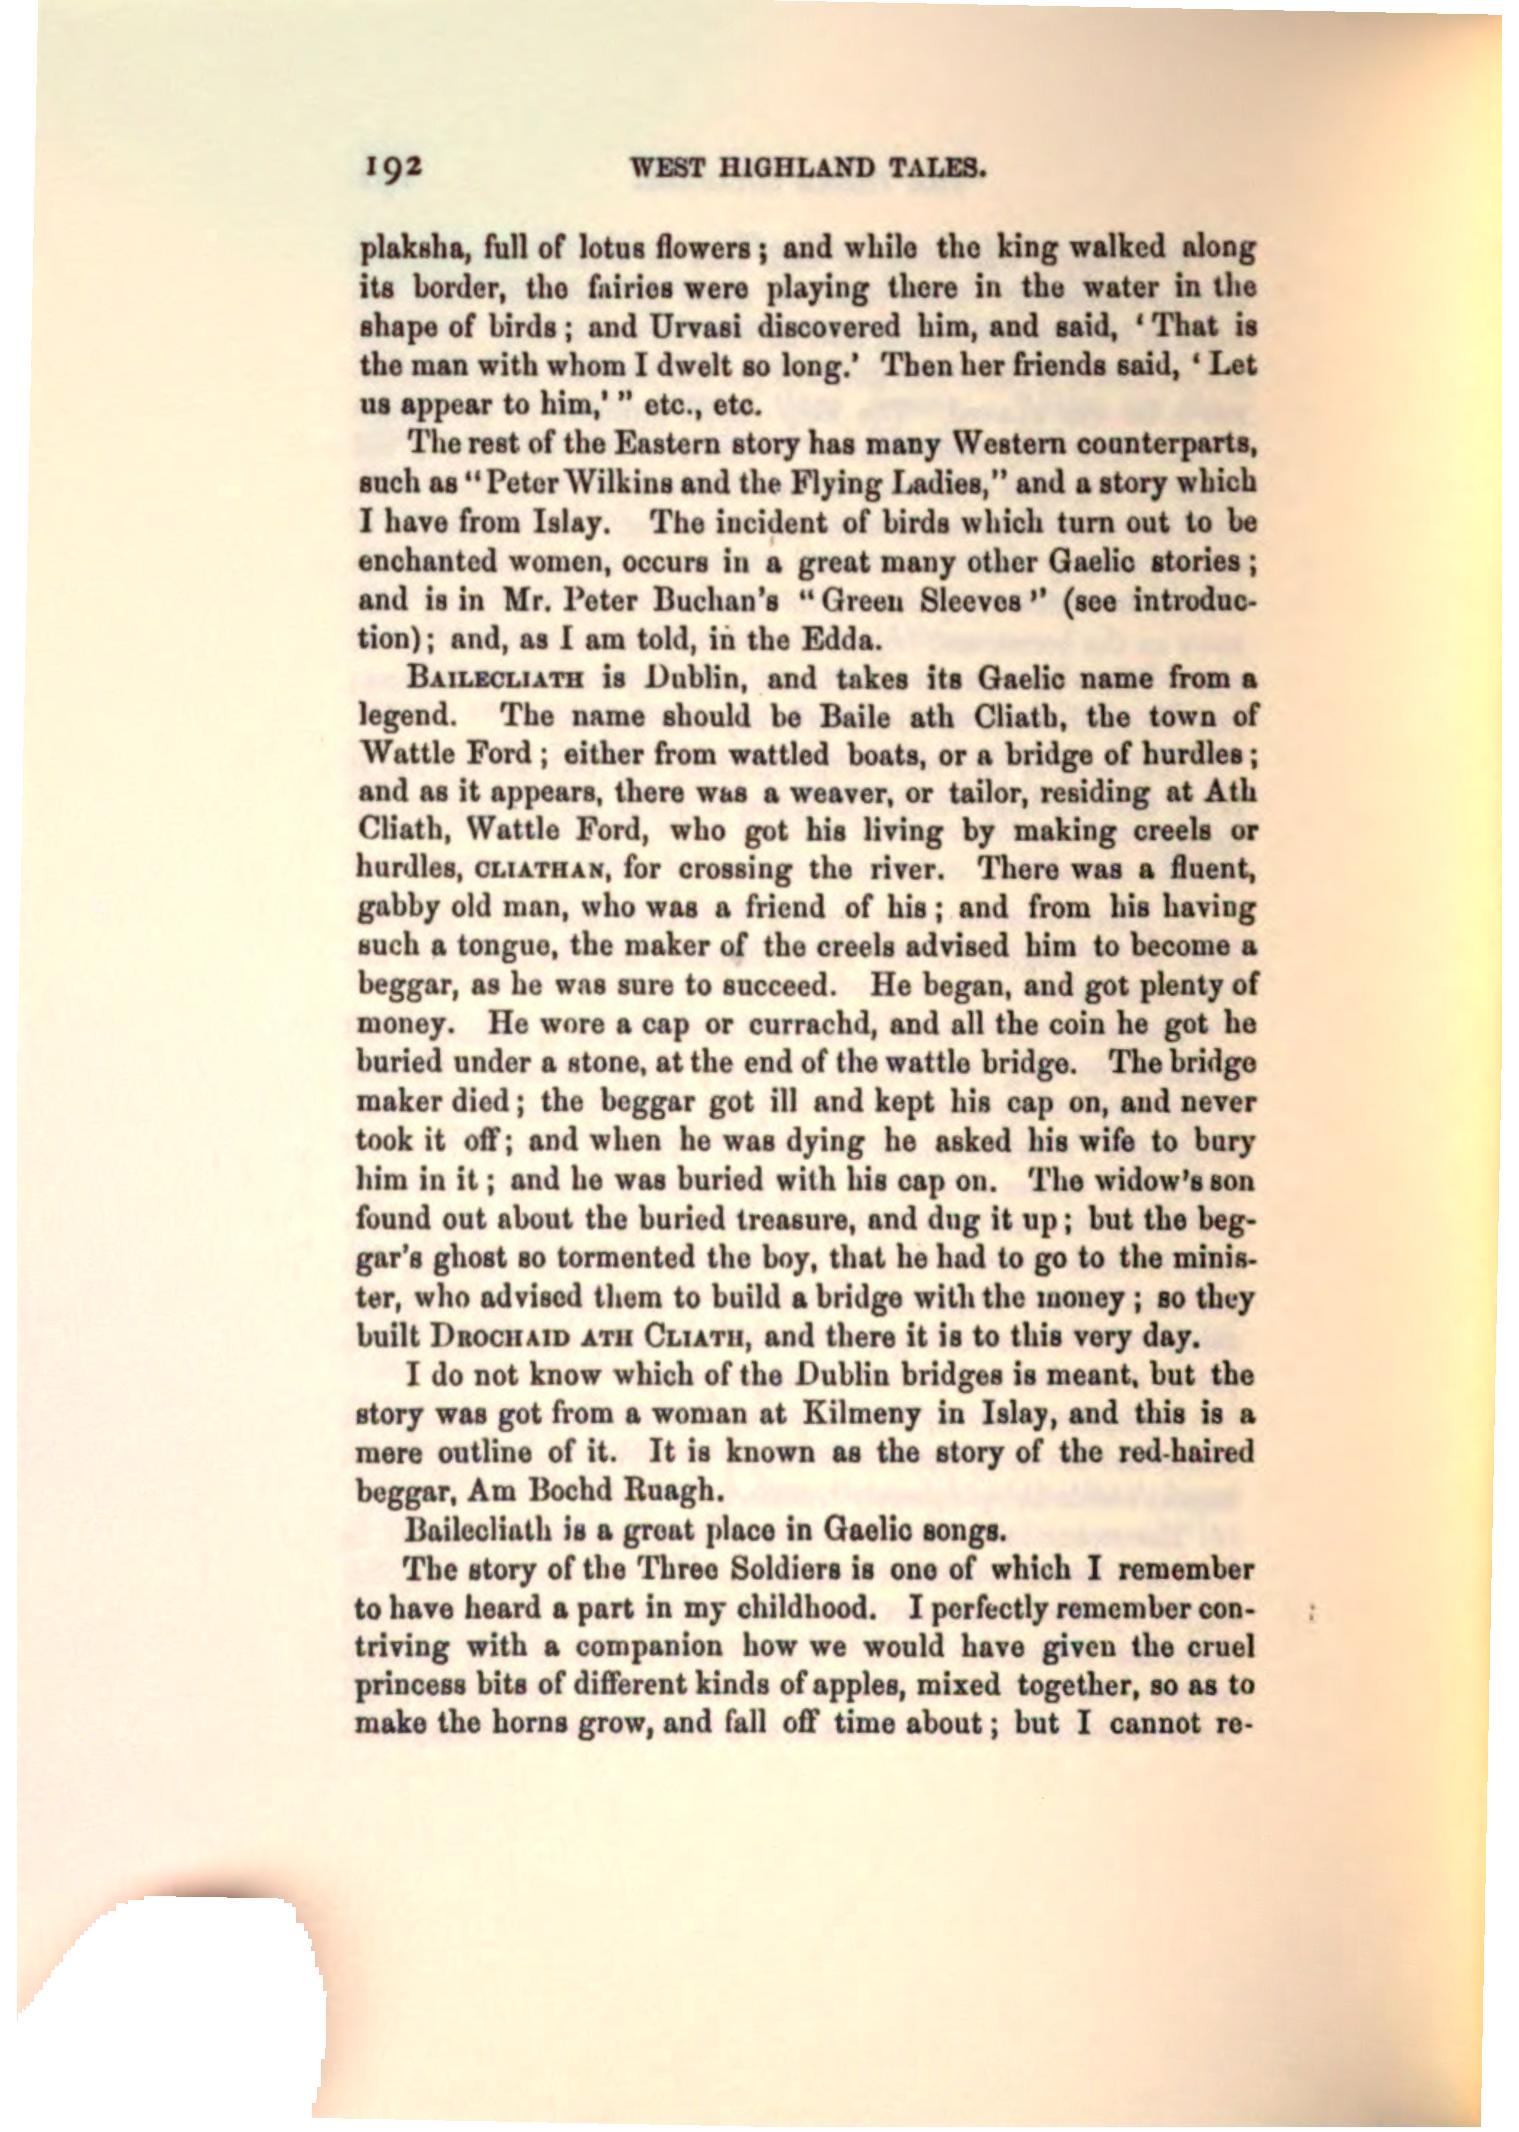 192 WEST HIGHLAND TALES.
plaksha, full of lotus flowers; and while the king walked along
its border, the fairies were playing there in the water in the
shape of birds; and Urvasi discovered him, and said, ‘That is
the man with whom I dwelt so long.’ Then her friends said, ‘Let
us appear to him,’” etc., etc.
The rest of the Eastern story has many Western counterparts,
such as “Peter Wilkins and the Flying Ladies,” and a story which
I have from Islay. The incident of birds which turn out to be
enchanted women, occurs in a great many other Gaelic stories;
and is in Mr. Peter Buchan’s “Green Sleeves” (see introduc-
tion); and, as I am told, in the Edda.
BAILECLIATH is Dublin, and takes its Gaelic name from a
legend. The name should be Baile ath Cliath, the town of
Wattle Ford; either from wattled boats, or a bridge of hurdles;
and as it appears, there was a weaver, or tailor, residing at Ath
Cliath, Wattle Ford, who got his living by making creels or
hurdles, CLIATHAN, for crossing the river. There was a fluent,
gabby old man, who was a friend of his; and from his having
such a tongue, the maker of the creels advised him to become a
beggar, as he was sure to succeed. He began, and got plenty of
money. He wore a cap or currachd, and all the coin he got he
buried under a stone, at the end of the wattle bridge. The bridge
maker died; the beggar got ill and kept his cap on, and never
took it off; and when he was dying he asked his wife to bury
him in it; and he was buried with his cap on. The widow’s son
found out about the buried treasure, and dug it up; but the beg-
gar’s ghost so tormented the boy, that he had to go to the minis-
ter, who advised them to build a bridge with the money; so they
built DROCHAID ATH CLIATH, and there it is to this very day.
I do not know which of the Dublin bridges is meant, but the
story was got from a woman at Kilmeny in Islay, and this is a
mere outline of it. It is known as the story of the red-haired
beggar, Am Bochd Ruagh.
Bailecliath is a great place in Gaelic songs.
The story of the Three Soldiers is one of which I remember
to have heard a part in my childhood. I perfectly remember con-
triving with a companion how we would have given the cruel
princess bits of different kinds of apples, mixed together, so as to
make the horns grow, and fall off time about; but I cannot re-